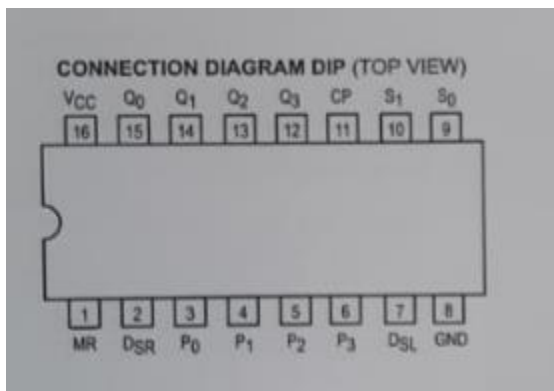 CONNECTION DIAGRAM DIP (TOP VIEW)
VCC Q0 Q1 Q2 Q3 CP S1 S0
16 15 14 13 12 11 10 9
1 2 3 4 5 6 7 8
MR DSR P0 P1 P2 P3 DSL GND